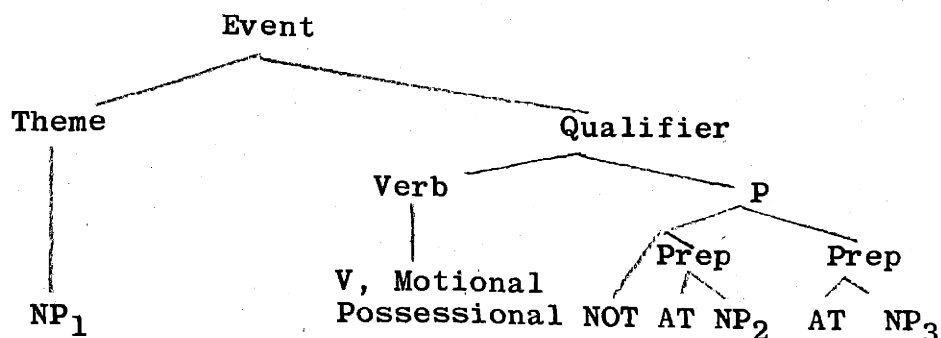 Event
Theme Qualifier
Verb P
Prep Prep
V, Motional
NP1 Possessional NOT AT NP2 AT NP3